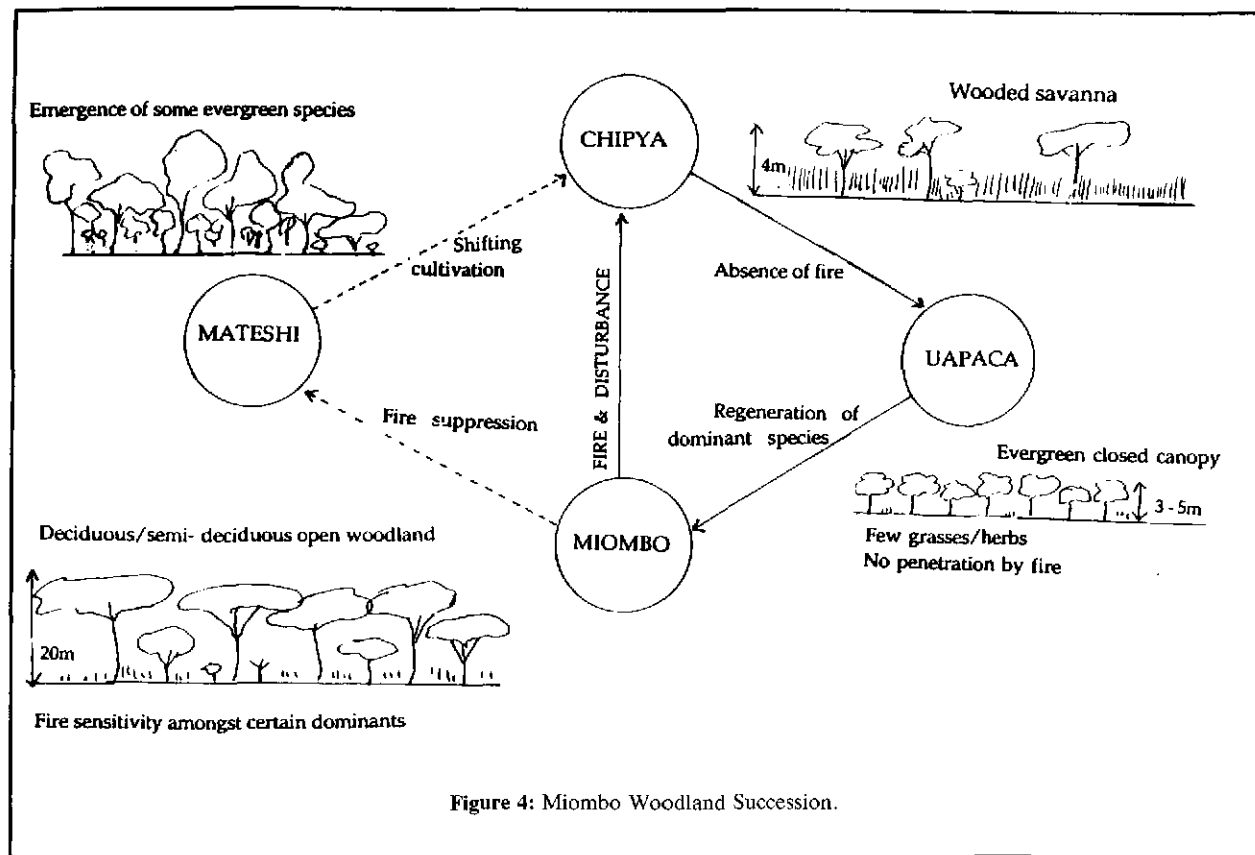 Emergence of some evergreen species
CHIPYA
Wooded savanna
4m
Shifting
cultivation
Absence of fire
MATESHI
FIRE & DISTURBANCE
UAPACA
Fire suppression
Regeneration of
dominant species
Evergreen closed canopy
3 - 5m
Few grasses/herbs
No penetration by fire
MIOMBO
Deciduous/semi- deciduous open woodland
20m
Fire sensitivity amongst certain dominants
Figure 4: Miombo Woodland Succession.